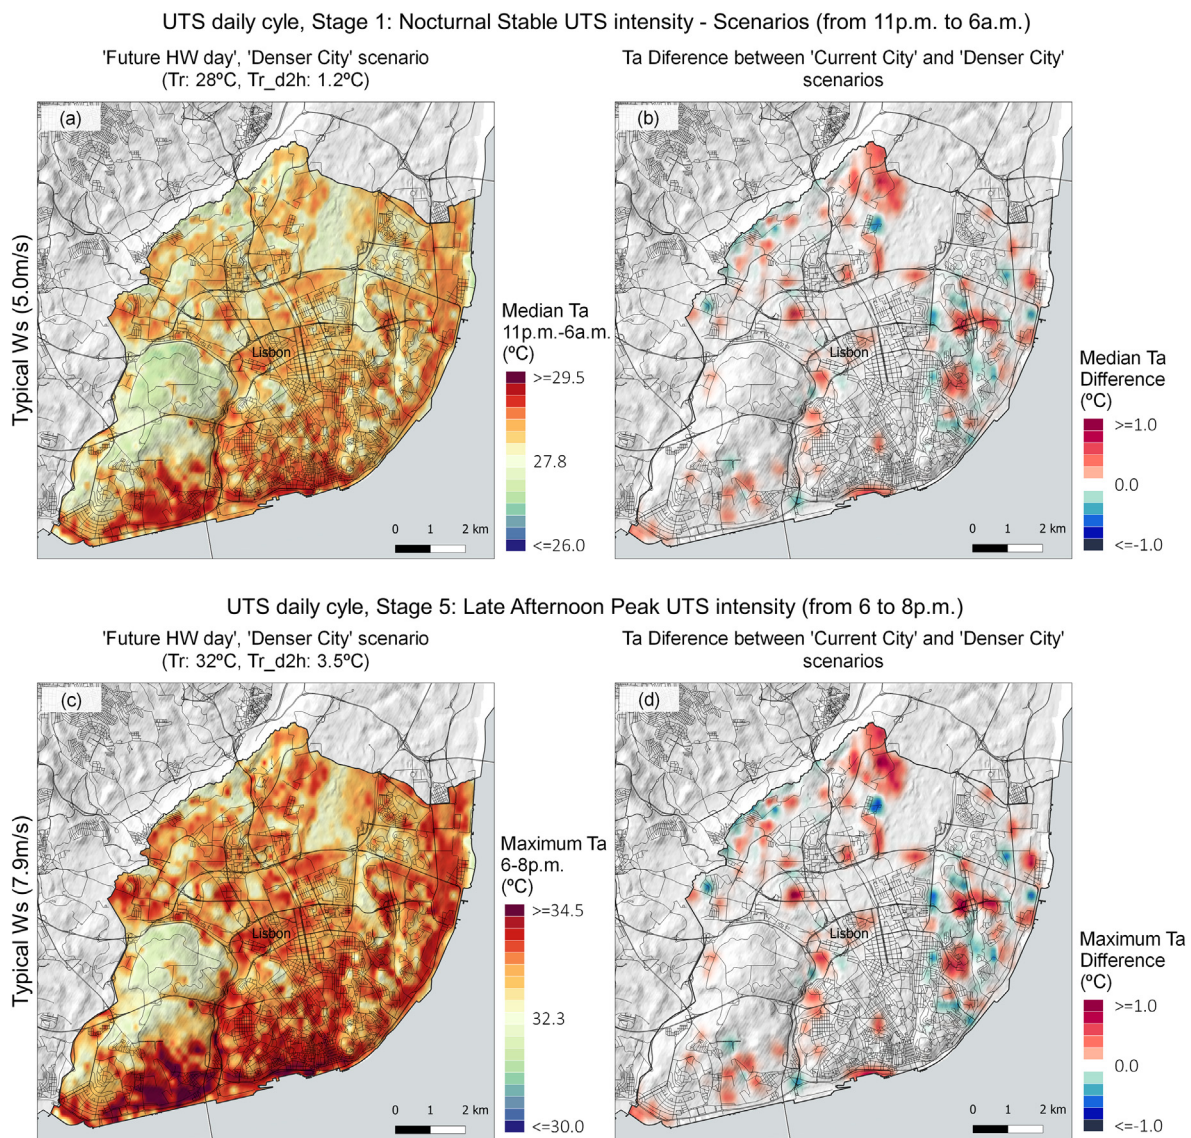 UTS daily cyle, Stage 1: Nocturnal Stable UTS intensity - Scenarios (from 11p.m. to 6a.m.)
'Future HW day', 'Denser City' scenario
(Tr: 28ºC, Tr_d2h: 1.2ºC)
Ta Diference between 'Current City' and 'Denser City'
scenarios
Typical Ws (5.0m/s)
(a)
Lisbon
0 1 2 km
Median Ta
11p.m.-6a.m.
(ºC)
>=29.5
27.8
<=26.0
(b)
Lisbon
0 1 2 km
Median Ta
Difference
(ºC)
>=1.0
0.0
<=-1.0
UTS daily cyle, Stage 5: Late Afternoon Peak UTS intensity (from 6 to 8p.m.)
'Future HW day', 'Denser City' scenario
(Tr: 32ºC, Tr_d2h: 3.5ºC)
Ta Diference between 'Current City' and 'Denser City'
scenarios
Typical Ws (7.9m/s)
(c)
Lisbon
0 1 2 km
Maximum Ta
6-8p.m.
(ºC)
>=34.5
32.3
<=30.0
(d)
Lisbon
0 1 2 km
Maximum Ta
Difference
(ºC)
>=1.0
0.0
<=-1.0